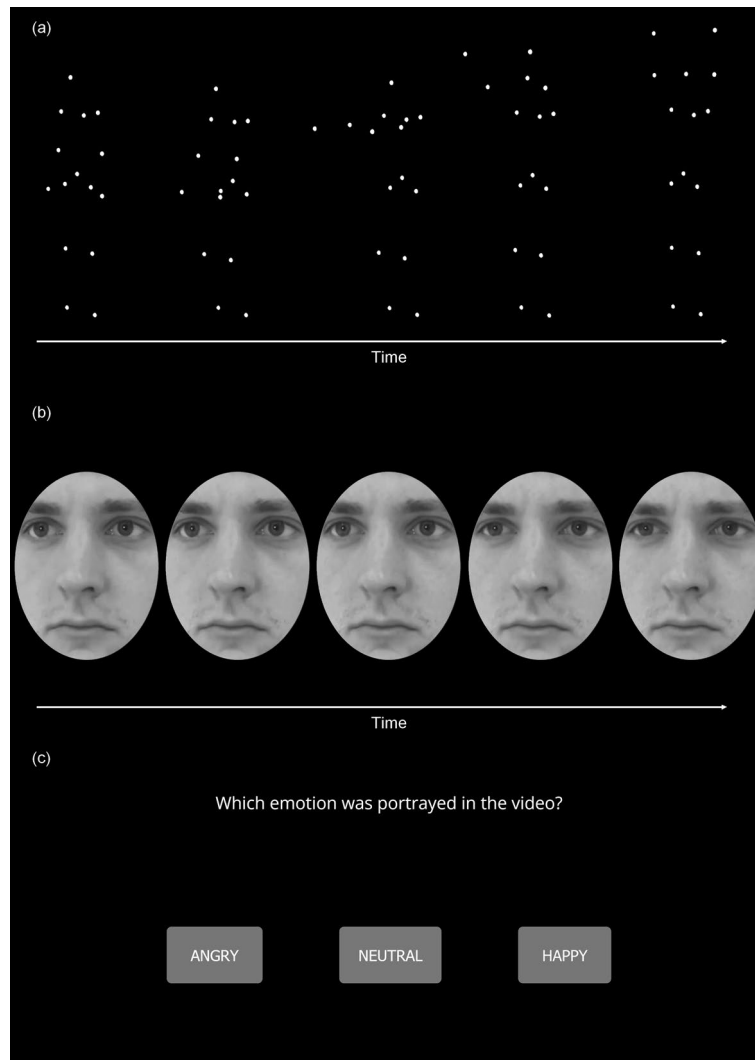 (a)
Time
(b)
Time
(c)
Which emotion was portrayed in the video?
ANGRY NEUTRAL HAPPY